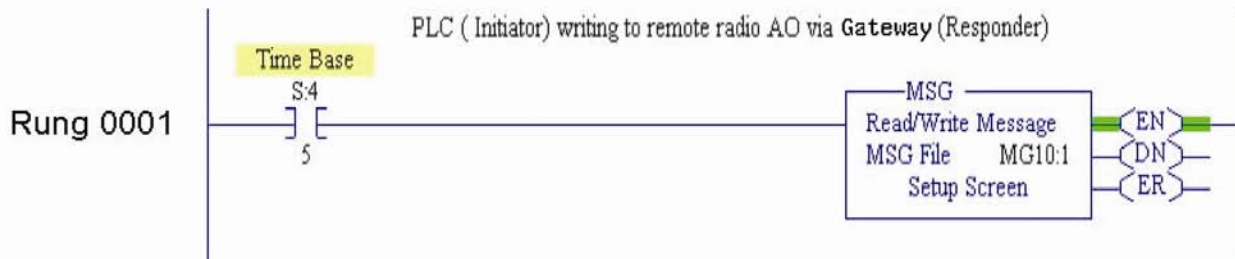 PLC ( Initiator) writing to remote radio AO via Gateway (Responder)
Time Base
S:4
5
Rung 0001
MSG
Read/Write Message
MSG File MG10:1
Setup Screen
EN
DN
ER